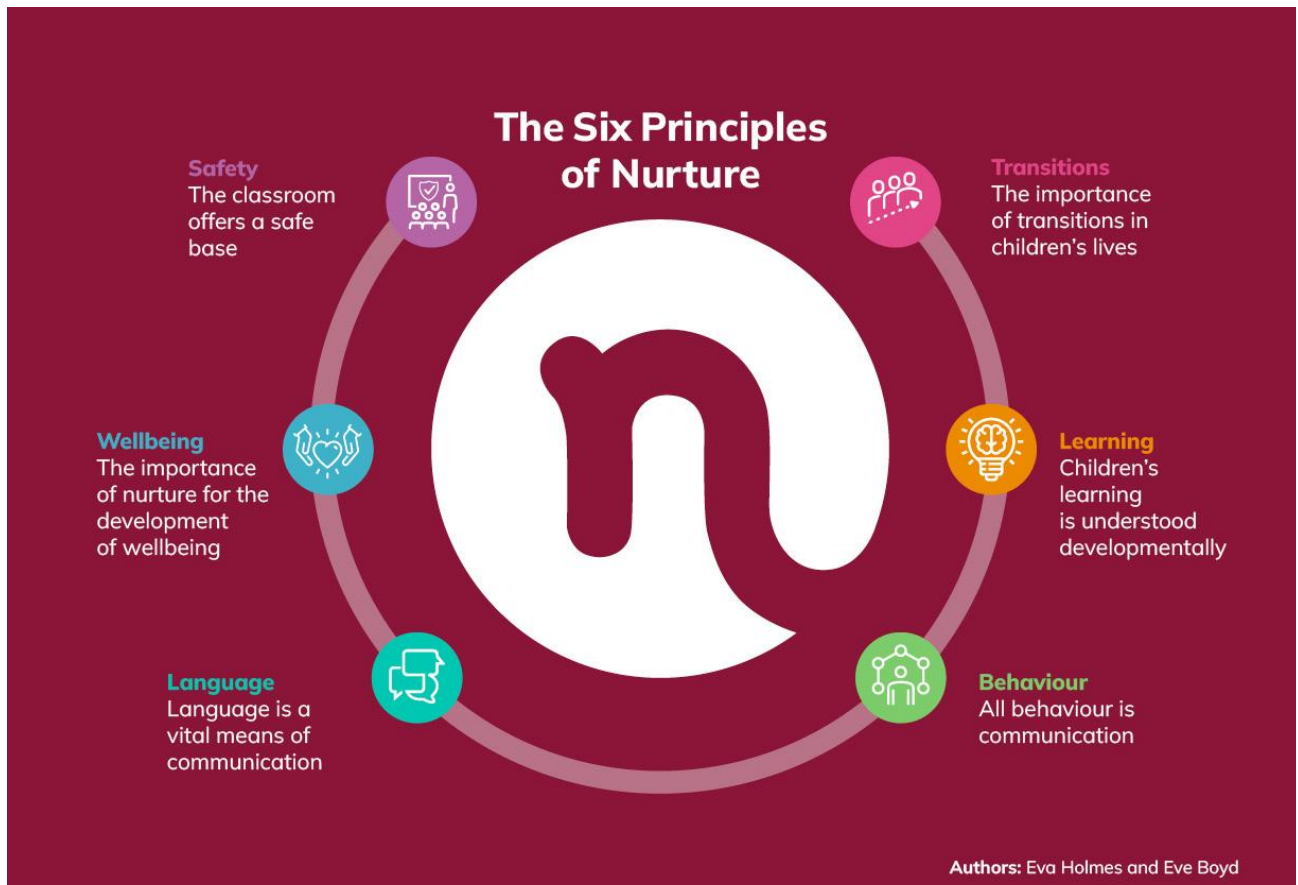 The Six Principles
of Nurture
Safety
The classroom
offers a safe
base
Transitions
The importance
of transitions in
children's lives
Wellbeing
The importance
of nurture for the
development
of wellbeing
Learning
Children's
learning
is understood
developmentally
Language
Language is a
vital means of
communication
Behaviour
All behaviour is
communication
n
Authors: Eva Holmes and Eve Boyd